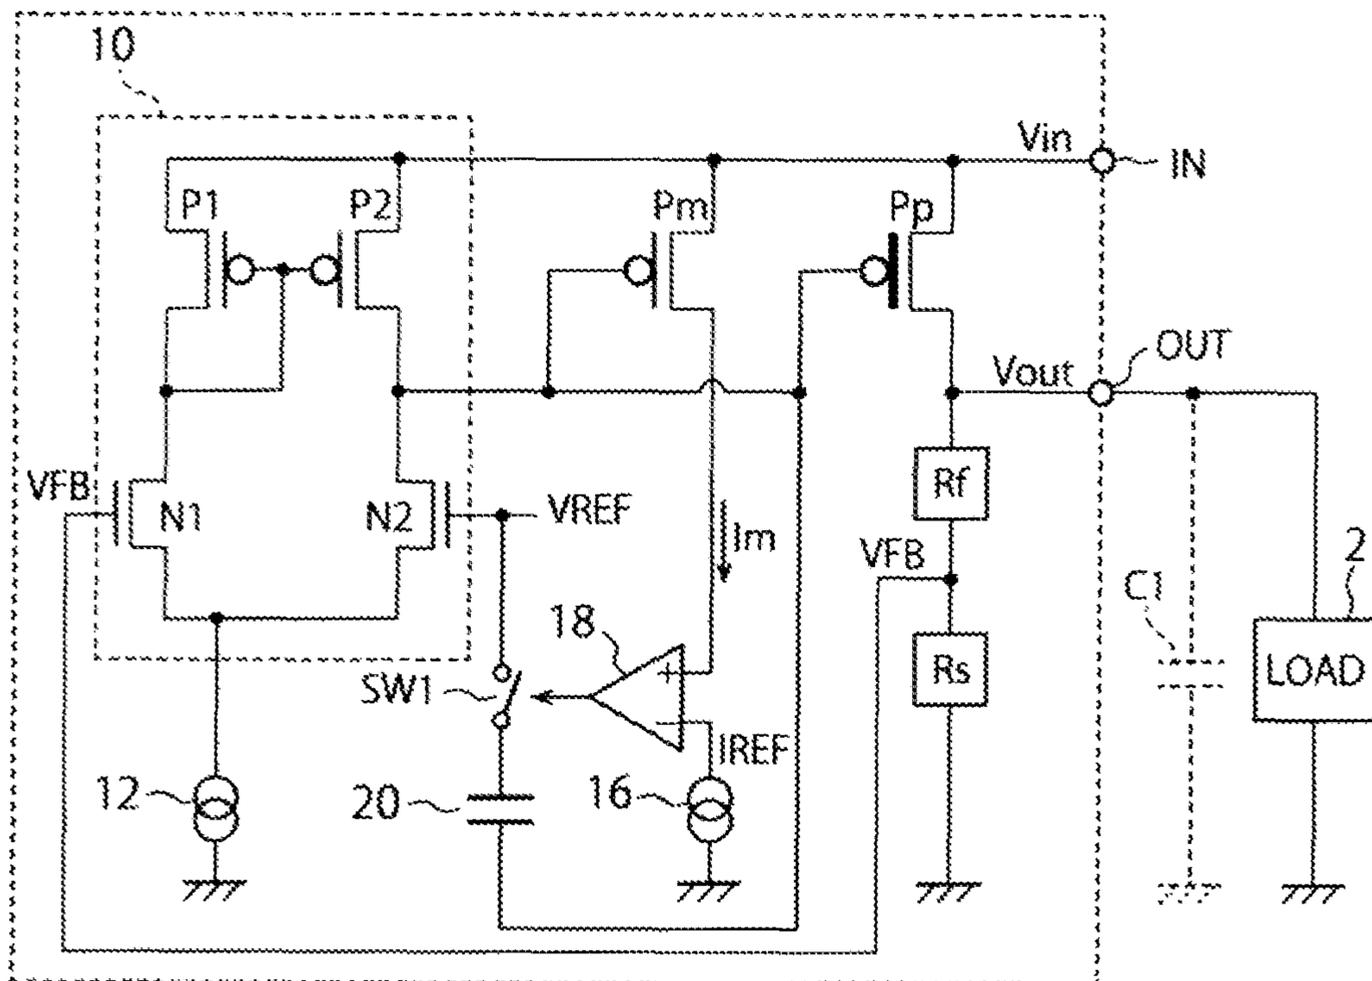 10
Vin
IN
P1
P2
Pm
Pp
OUT
Vout
VFB
N1
N2
VREF
Rf
Im
VFB
2
C1
18
SW1
+
−
Rs
LOAD
IREF
12
20
16